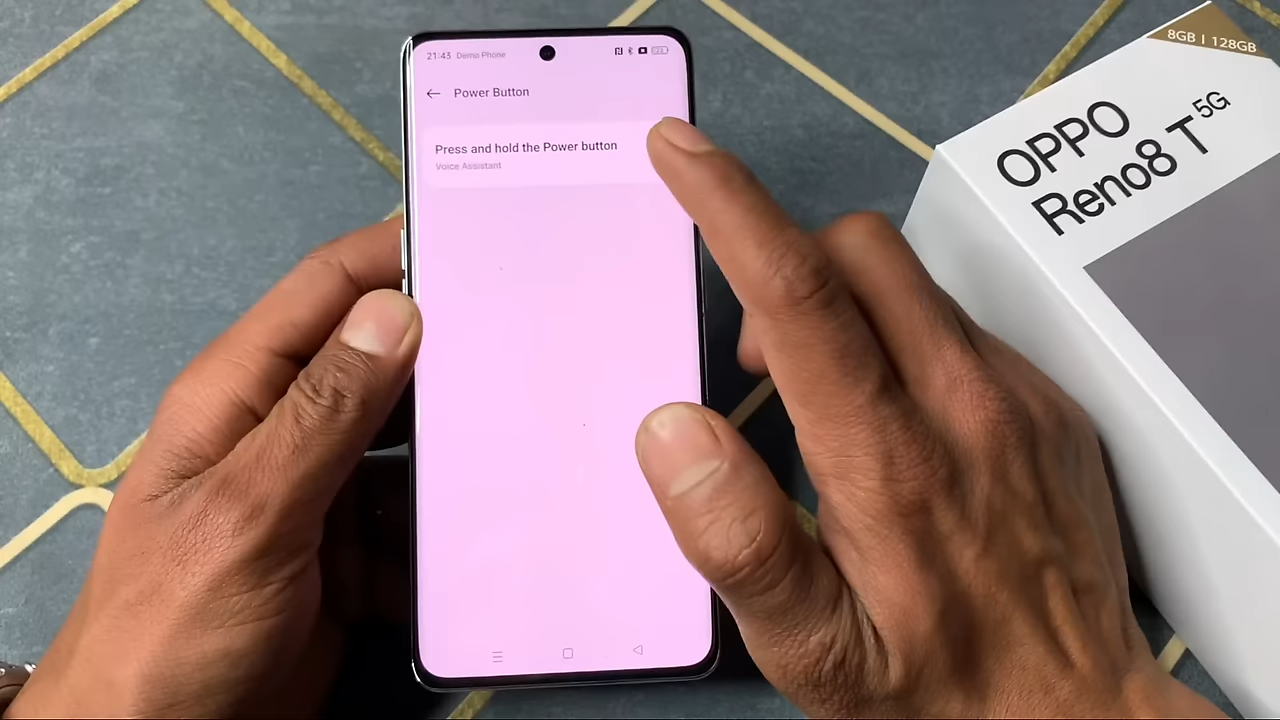 21:43 Demo Phone
Power Button
Press and hold the Power button
Voice Assistant
8GB | 128GB
OPPO
Reno8 T 5G